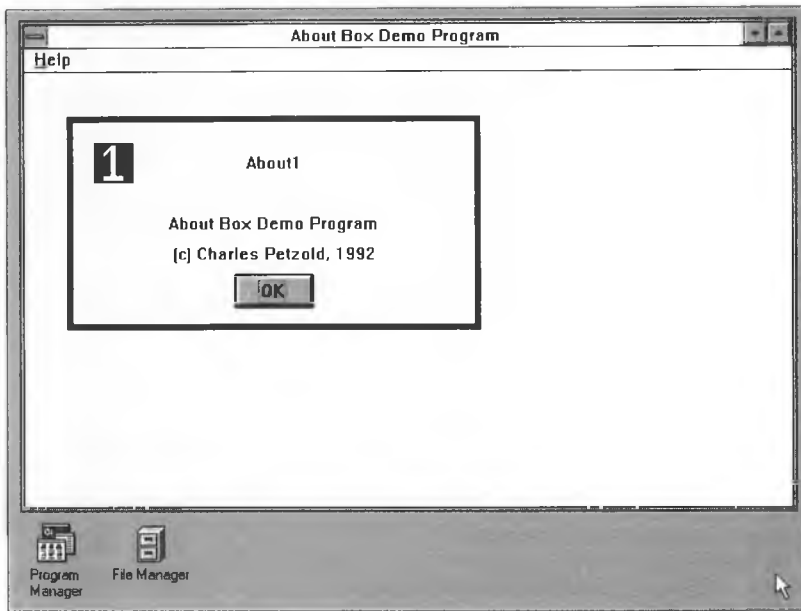 About Box Demo Program
Help
1
About1
About Box Demo Program
(c) Charles Petzold, 1992
OK
Program
Manager
File Manager